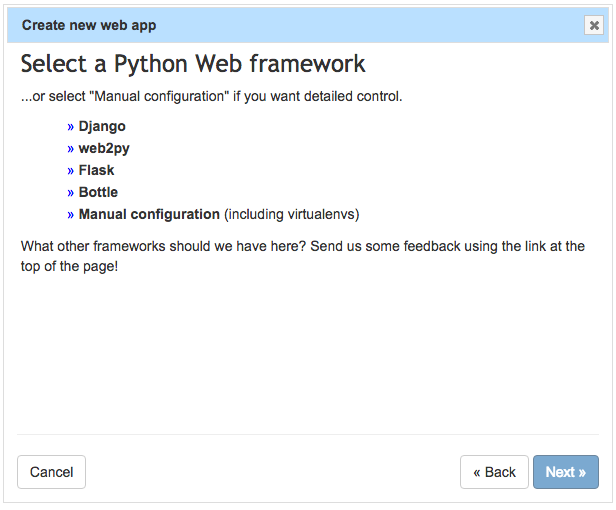 Create new web app
Select a Python Web framework
...or select "Manual configuration" if you want detailed control.
» Django
» web2py
» Flask
» Bottle
» Manual configuration (including virtualenvs)
What other frameworks should we have here? Send us some feedback using the link at the
top of the page!
Cancel
« Back
Next »